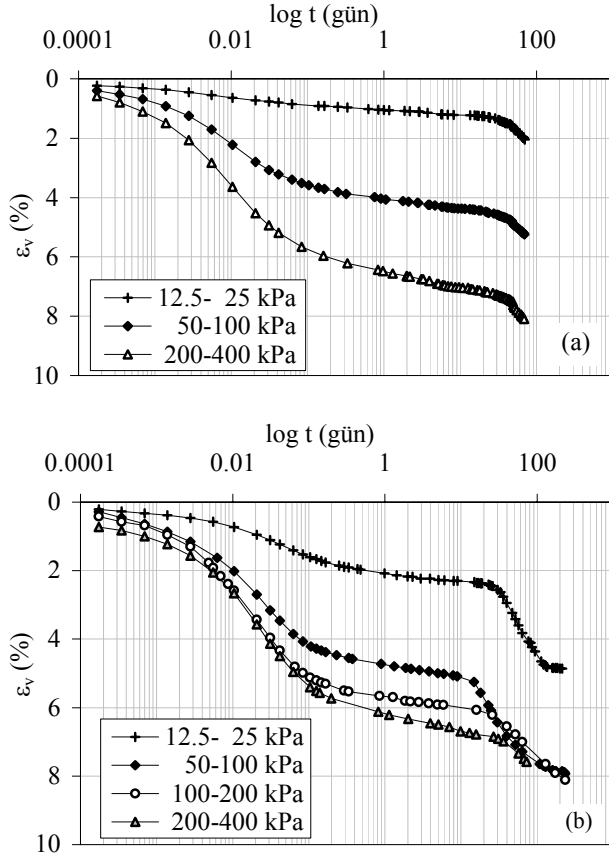 log t (gün)
0.0001 0.01 1 100
0
2
4
6
8
10
ε_v (%)
12.5- 25 kPa
50-100 kPa
200-400 kPa
(a)
log t (gün)
0.0001 0.01 1 100
0
2
4
6
8
10
ε_v (%)
12.5- 25 kPa
50-100 kPa
100-200 kPa
200-400 kPa
(b)